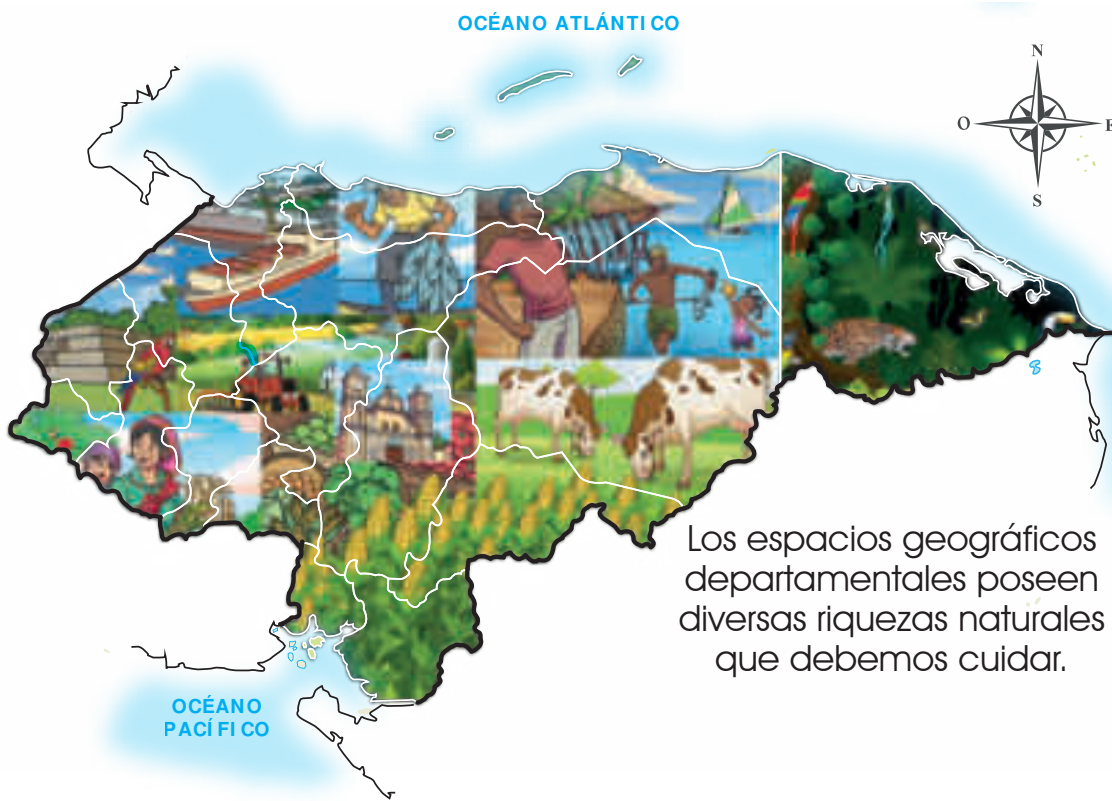 OCÉANO ATLÁNTICO
N
O
E
S
Los espacios geográficos
departamentales poseen
diversas riquezas naturales
que debemos cuidar.
OCÉANO
PACÍFICO